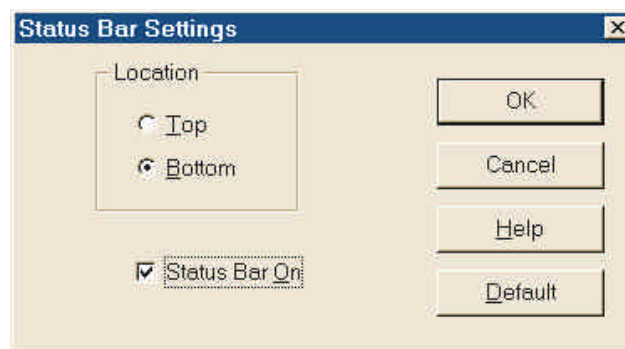 Status Bar Settings
Location
Top
Bottom
Status Bar On
OK
Cancel
Help
Default